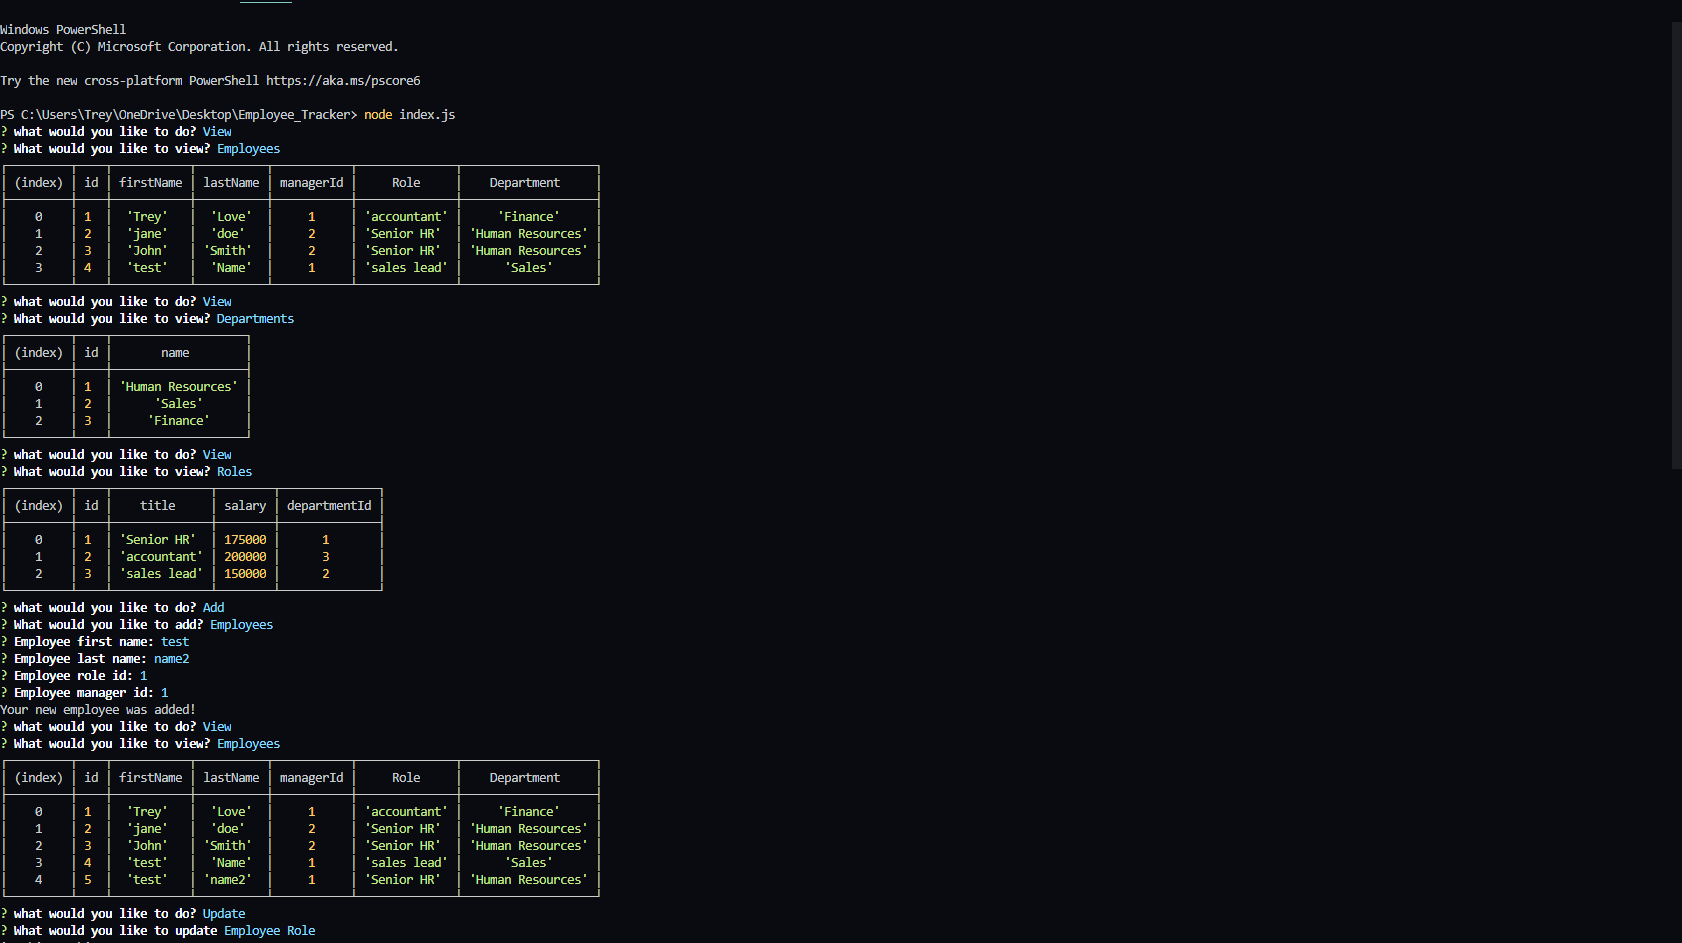 Windows PowerShell
Copyright (C) Microsoft Corporation. All rights reserved.
Try the new cross-platform PowerShell https://aka.ms/pscore6
PS C:\Users\Trey\OneDrive\Desktop\Employee_Tracker> node index.js
? what would you like to do? View
? What would you like to view? Employees
(index) id firstName lastName managerId Role Department
0 1 'Trey' 'Love' 1 'accountant' 'Finance'
1 2 'jane' 'doe' 2 'Senior HR' 'Human Resources'
2 3 'John' 'Smith' 2 'Senior HR' 'Human Resources'
3 4 'test' 'Name' 1 'sales lead' 'Sales'
? what would you like to do? View
? What would you like to view? Departments
(index) id name
0 1 'Human Resources'
1 2 'Sales'
2 3 'Finance'
? what would you like to do? View
? What would you like to view? Roles
(index) id title salary departmentId
0 1 'Senior HR' 175000 1
1 2 'accountant' 200000 3
2 3 'sales lead' 150000 2
? what would you like to do? Add
? What would you like to add? Employees
? Employee first name: test
? Employee last name: name2
? Employee role id: 1
? Employee manager id: 1
Your new employee was added!
? what would you like to do? View
? What would you like to view? Employees
(index) id firstName lastName managerId Role Department
0 1 'Trey' 'Love' 1 'accountant' 'Finance'
1 2 'jane' 'doe' 2 'Senior HR' 'Human Resources'
2 3 'John' 'Smith' 2 'Senior HR' 'Human Resources'
3 4 'test' 'Name' 1 'sales lead' 'Sales'
4 5 'test' 'name2' 1 'Senior HR' 'Human Resources'
? what would you like to do? Update
? What would you like to update Employee Role